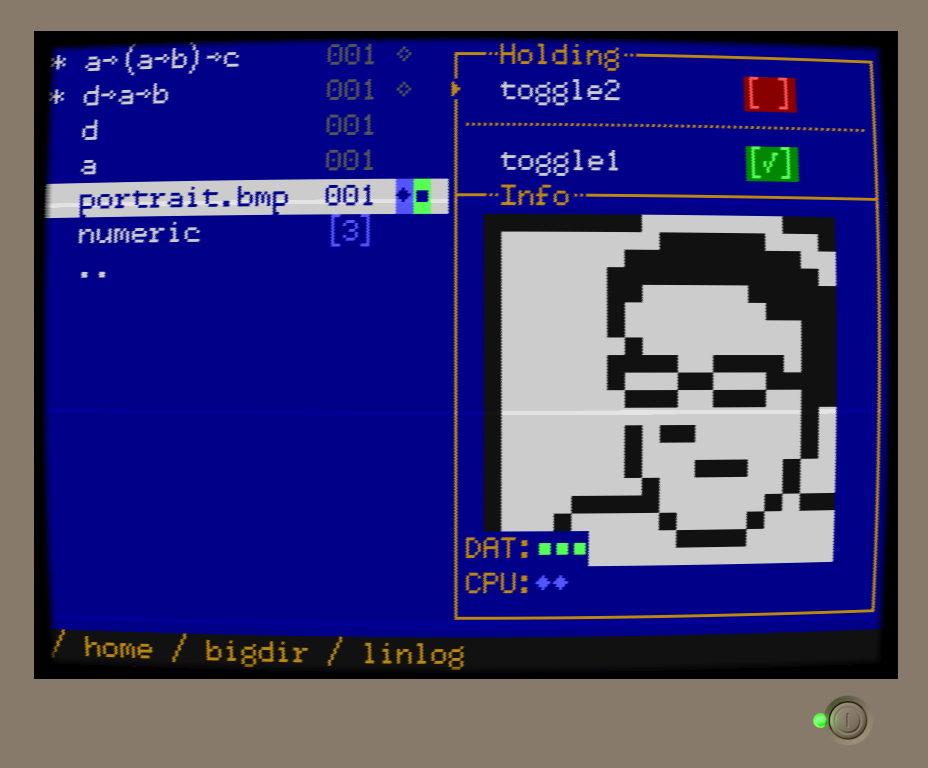 * a→(a→b)→c 001 ◇
* d→a→b 001 ◇
d 001
a 001
portrait.bmp 001 ◆■
numeric [3]
..
Holding
toggle2 [ ]
toggle1 [√]
Info
DAT:■■■
CPU:◆◆
/ home / bigdir / linlog